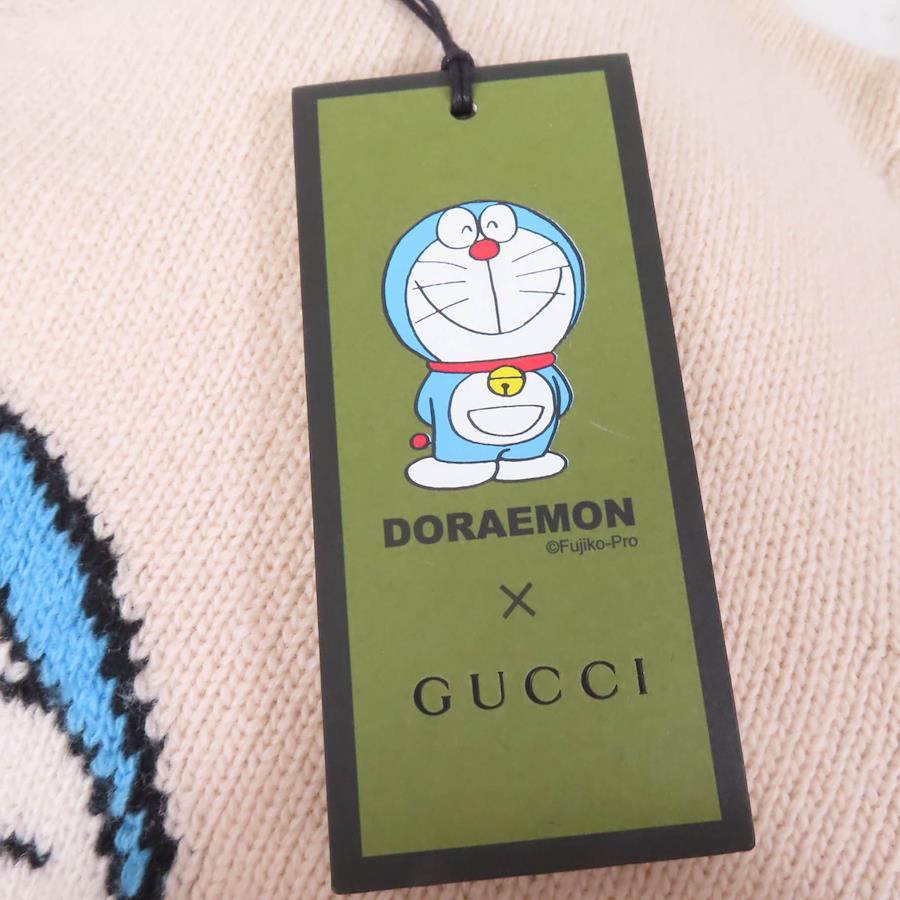 DORAEMON
©Fujiko-Pro
×
GUCCI